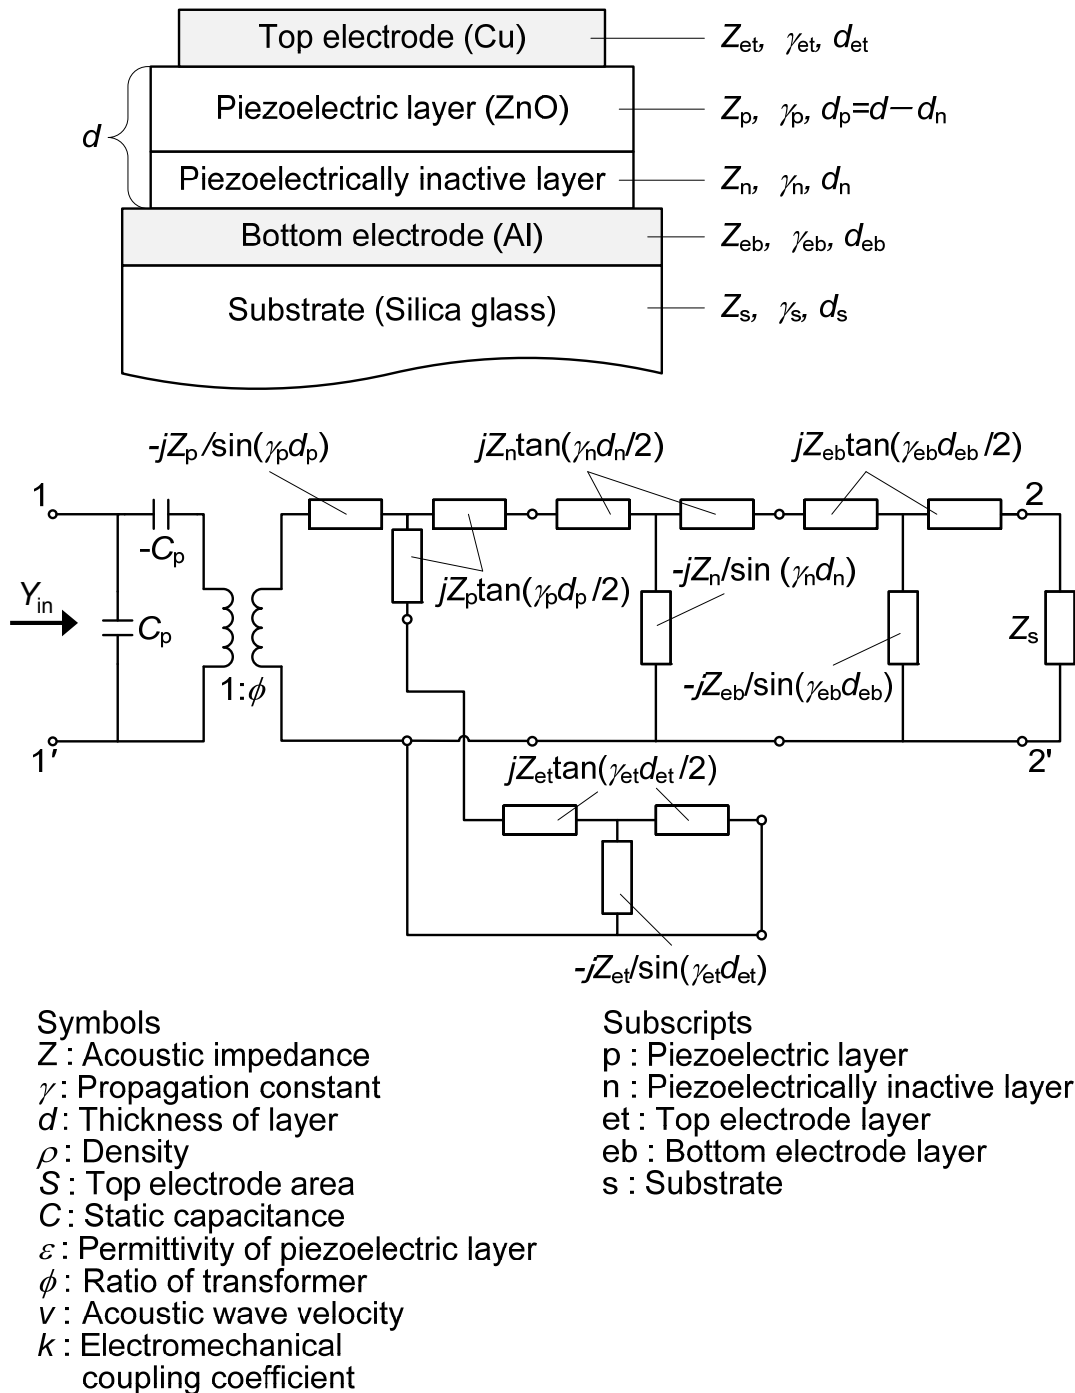 Top electrode (Cu)
Z_et, γ_et, d_et
Piezoelectric layer (ZnO)
Z_p, γ_p, d_p=d−d_n
d
Piezoelectrically inactive layer
Z_n, γ_n, d_n
Bottom electrode (Al)
Z_eb, γ_eb, d_eb
Substrate (Silica glass)
Z_s, γ_s, d_s
-jZ_p/sin(γ_pd_p)
jZ_ntan(γ_nd_n/2)
jZ_ebtan(γ_ebd_eb/2)
1
2
-C_p
-jZ_n/sin (γ_nd_n)
jZ_ptan(γ_pd_p/2)
Y_in
C_p
Z_s
-jZ_eb/sin(γ_ebd_eb)
1:ϕ
1'
2'
jZ_ettan(γ_etd_et/2)
-jZ_et/sin(γ_etd_et)
Symbols
Z : Acoustic impedance
γ : Propagation constant
d : Thickness of layer
ρ : Density
S : Top electrode area
C : Static capacitance
ε : Permittivity of piezoelectric layer
ϕ : Ratio of transformer
v : Acoustic wave velocity
k : Electromechanical
coupling coefficient
Subscripts
p : Piezoelectric layer
n : Piezoelectrically inactive layer
et : Top electrode layer
eb : Bottom electrode layer
s : Substrate